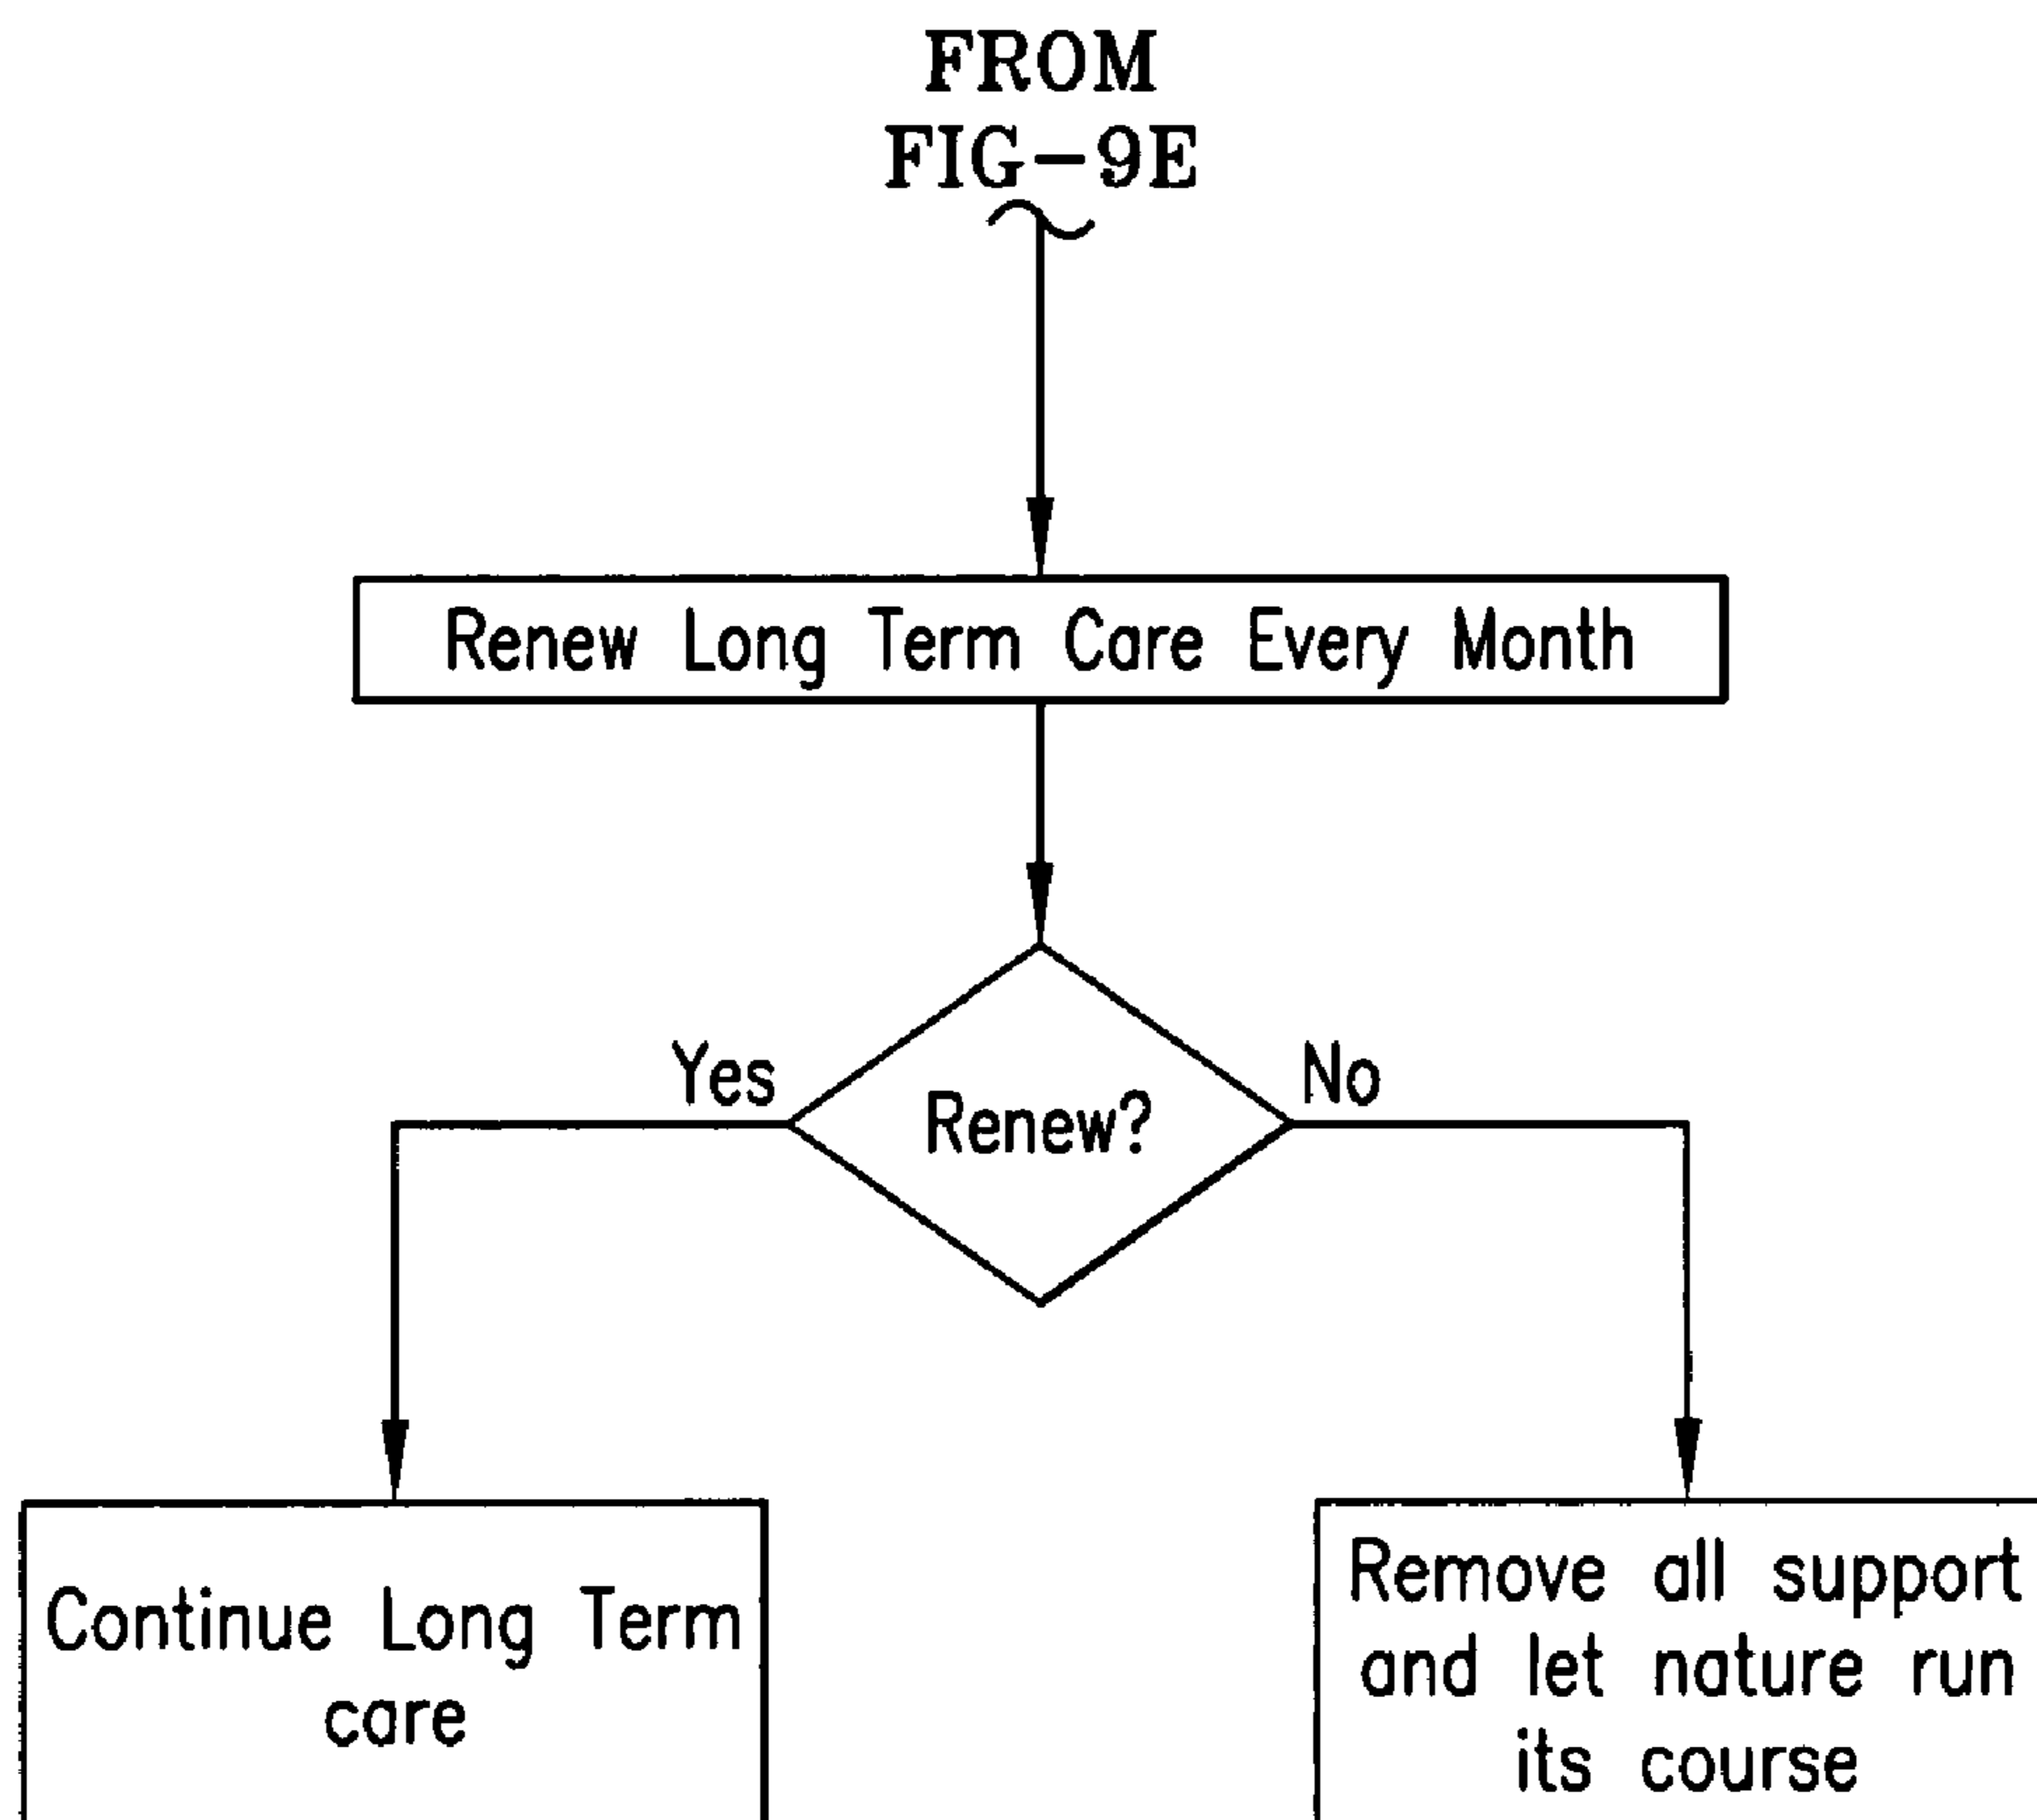 FROM
FIG-9E
Renew Long Term Care Every Month
Yes
No
Renew?
Continue Long Term
care
Remove all support
and let nature run
its course